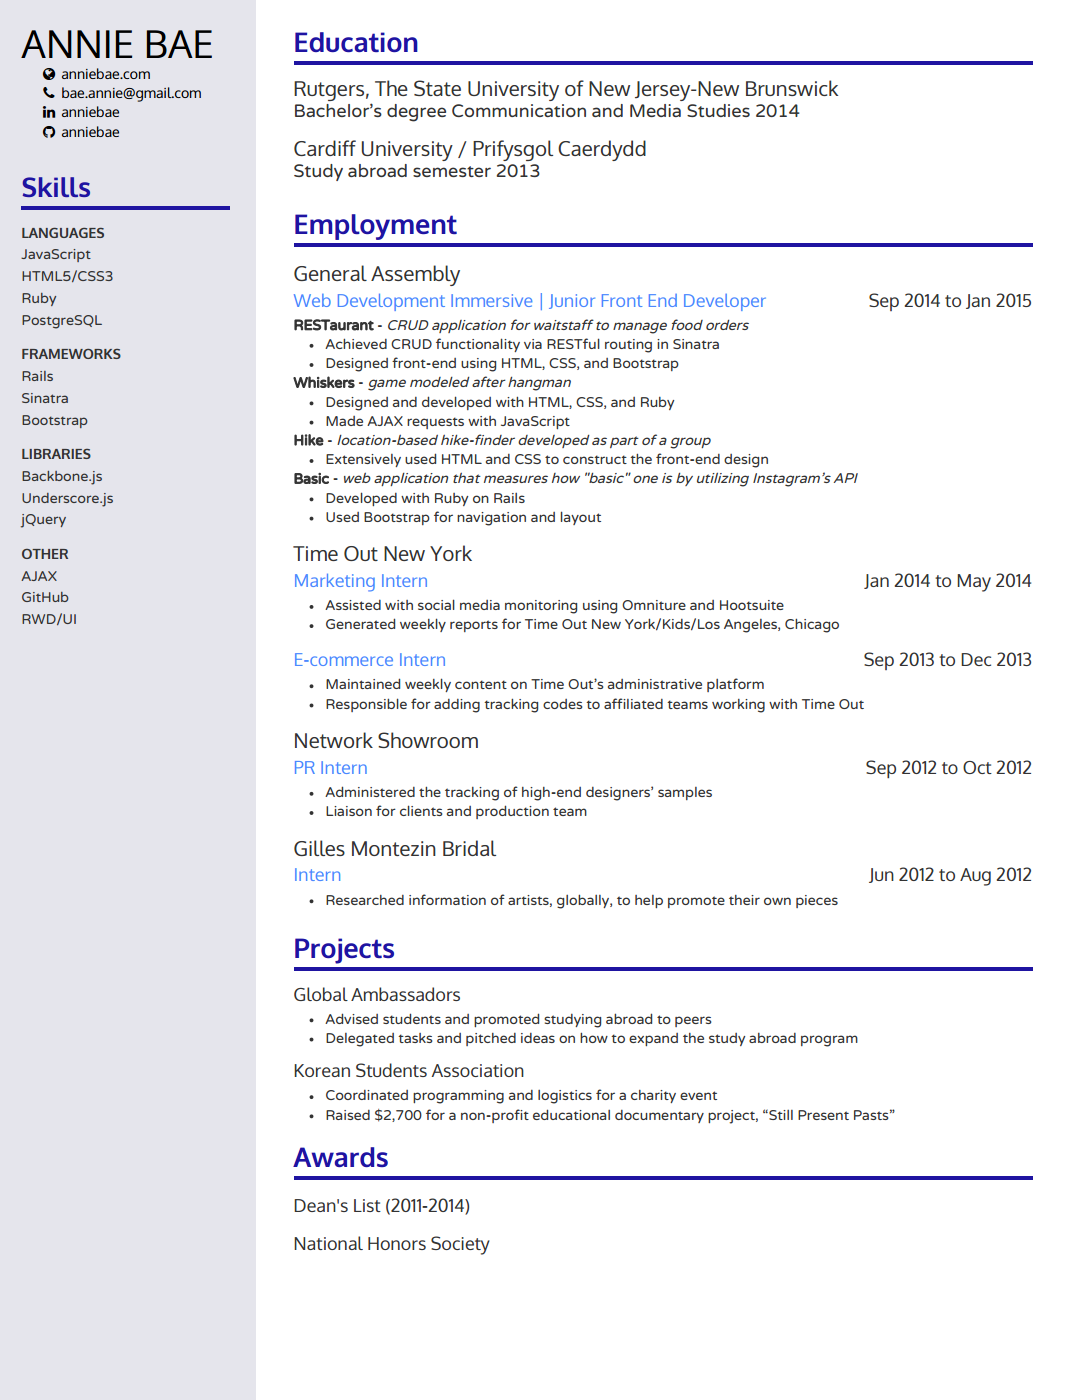 ANNIE BAE
anniebae.com
bae.annie@gmail.com
anniebae
anniebae
Skills
LANGUAGES
JavaScript
HTML5/CSS3
Ruby
PostgreSQL
FRAMEWORKS
Rails
Sinatra
Bootstrap
LIBRARIES
Backbone.js
Underscore.js
jQuery
OTHER
AJAX
GitHub
RWD/UI
Education
Rutgers, The State University of New Jersey-New Brunswick
Bachelor’s degree Communication and Media Studies 2014
Cardiff University / Prifysgol Caerdydd
Study abroad semester 2013
Employment
General Assembly
Web Development Immersive | Junior Front End Developer Sep 2014 to Jan 2015
RESTaurant - CRUD application for waitstaff to manage food orders
• Achieved CRUD functionality via RESTful routing in Sinatra
• Designed front-end using HTML, CSS, and Bootstrap
Whiskers - game modeled after hangman
• Designed and developed with HTML, CSS, and Ruby
• Made AJAX requests with JavaScript
Hike - location-based hike-finder developed as part of a group
• Extensively used HTML and CSS to construct the front-end design
Basic - web application that measures how "basic" one is by utilizing Instagram’s API
• Developed with Ruby on Rails
• Used Bootstrap for navigation and layout
Time Out New York
Marketing Intern Jan 2014 to May 2014
• Assisted with social media monitoring using Omniture and Hootsuite
• Generated weekly reports for Time Out New York/Kids/Los Angeles, Chicago
E-commerce Intern Sep 2013 to Dec 2013
• Maintained weekly content on Time Out’s administrative platform
• Responsible for adding tracking codes to affiliated teams working with Time Out
Network Showroom
PR Intern Sep 2012 to Oct 2012
• Administered the tracking of high-end designers’ samples
• Liaison for clients and production team
Gilles Montezin Bridal
Intern Jun 2012 to Aug 2012
• Researched information of artists, globally, to help promote their own pieces
Projects
Global Ambassadors
• Advised students and promoted studying abroad to peers
• Delegated tasks and pitched ideas on how to expand the study abroad program
Korean Students Association
• Coordinated programming and logistics for a charity event
• Raised $2,700 for a non-profit educational documentary project, “Still Present Pasts”
Awards
Dean's List (2011-2014)
National Honors Society